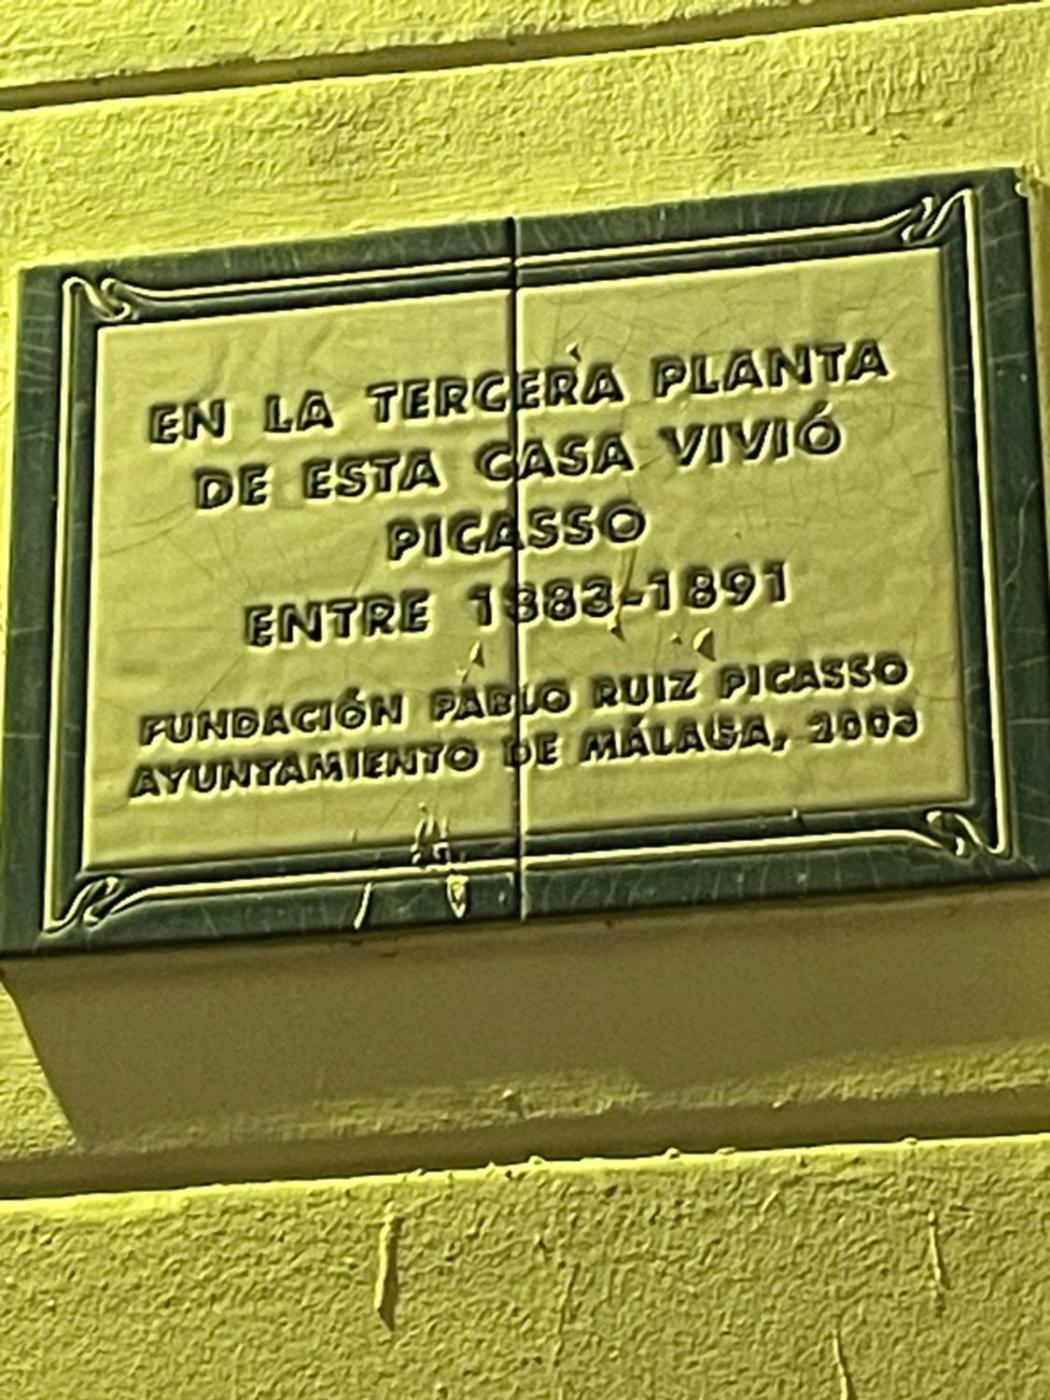 EN LA TERCERA PLANTA
DE ESTA CASA VIVIÓ
PICASSO
ENTRE 1883-1891
FUNDACIÓN PABLO RUIZ PICASSO
AYUNTAMIENTO DE MÁLAGA, 2003